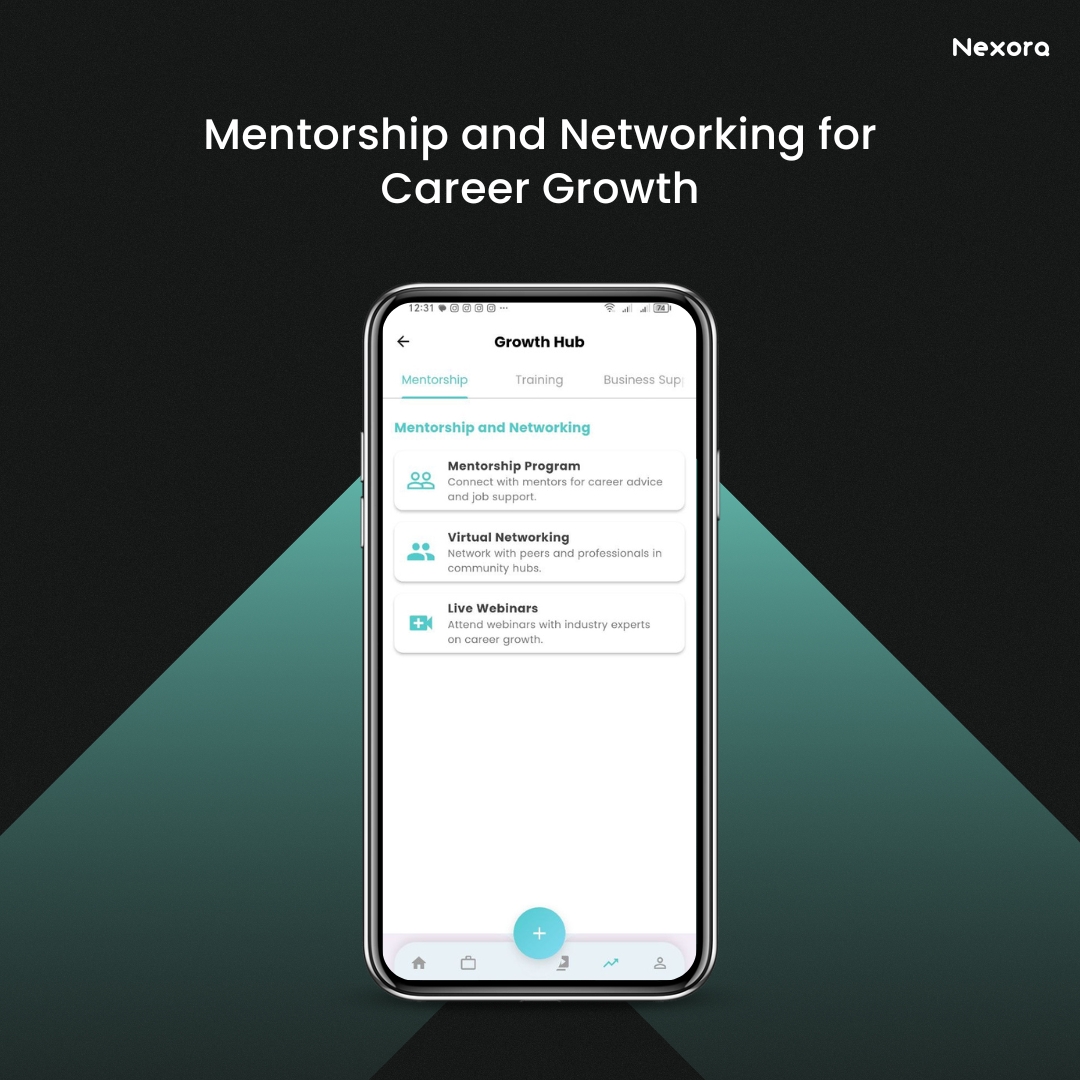 Nexora
Mentorship and Networking for
Career Growth
12:31
74
Growth Hub
Mentorship Training Business Sup
Mentorship and Networking
Mentorship Program
Connect with mentors for career advice
and job support.
Virtual Networking
Network with peers and professionals in
community hubs.
Live Webinars
Attend webinars with industry experts
on career growth.